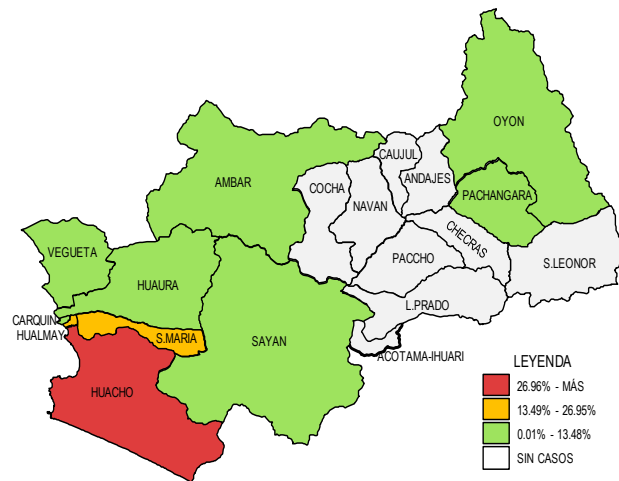 OYON
CAUJUL
ANDAJES
AMBAR
COCHA
PACHANGARA
NAVAN
CHECRAS
VEGUETA
PACCHO
S.LEONOR
HUAURA
L.PRADO
CARQUIN
HUALMAY
S.MARIA
SAYAN
ACOTAMA-IHUARI
HUACHO
LEYENDA
26.96% - MÁS
13.49% - 26.95%
0.01% - 13.48%
SIN CASOS